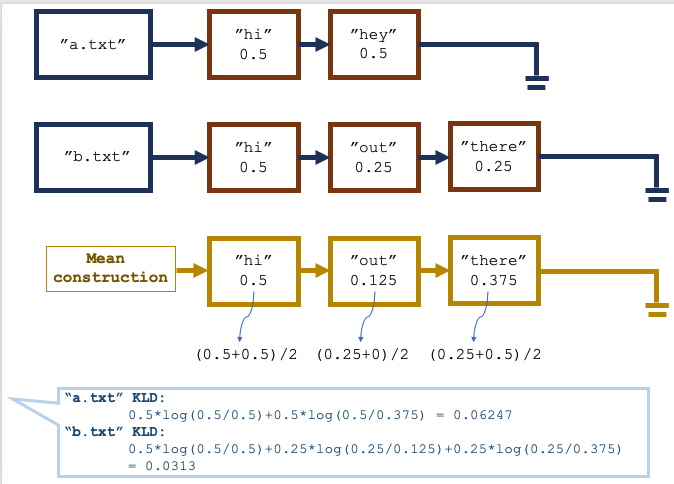 ”a.txt”
”hi”
0.5
”hey”
0.5
”b.txt”
”hi”
0.5
”out”
0.25
”there”
0.25
Mean
construction
”hi”
0.5
”out”
0.125
”there”
0.375
(0.5+0.5)/2 (0.25+0)/2 (0.25+0.5)/2
“a.txt” KLD:
0.5*log(0.5/0.5)+0.5*log(0.5/0.375) = 0.06247
“b.txt” KLD:
0.5*log(0.5/0.5)+0.25*log(0.25/0.125)+0.25*log(0.25/0.375)
= 0.0313